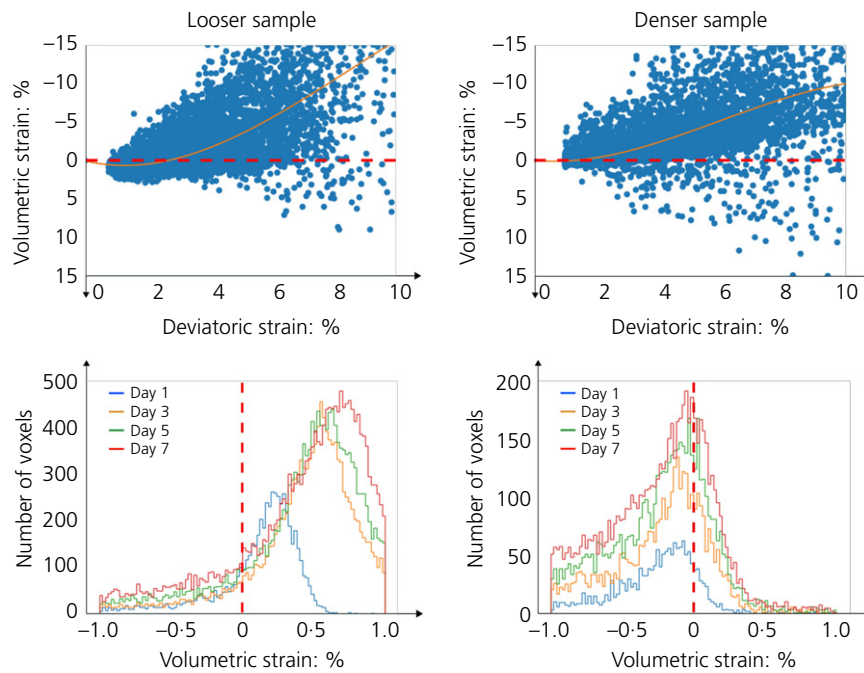 Looser sample
Denser sample
Volumetric strain: %
−15
−10
−5
0
5
10
15
0 2 4 6 8 10
Deviatoric strain: %
Volumetric strain: %
−15
−10
−5
0
5
10
15
0 2 4 6 8 10
Deviatoric strain: %
Number of voxels
500
400
300
200
100
0
Day 1
Day 3
Day 5
Day 7
−1.0 −0·5 0 0·5 1.0
Volumetric strain: %
Number of voxels
200
150
100
50
0
Day 1
Day 3
Day 5
Day 7
−1.0 −0·5 0 0·5 1.0
Volumetric strain: %